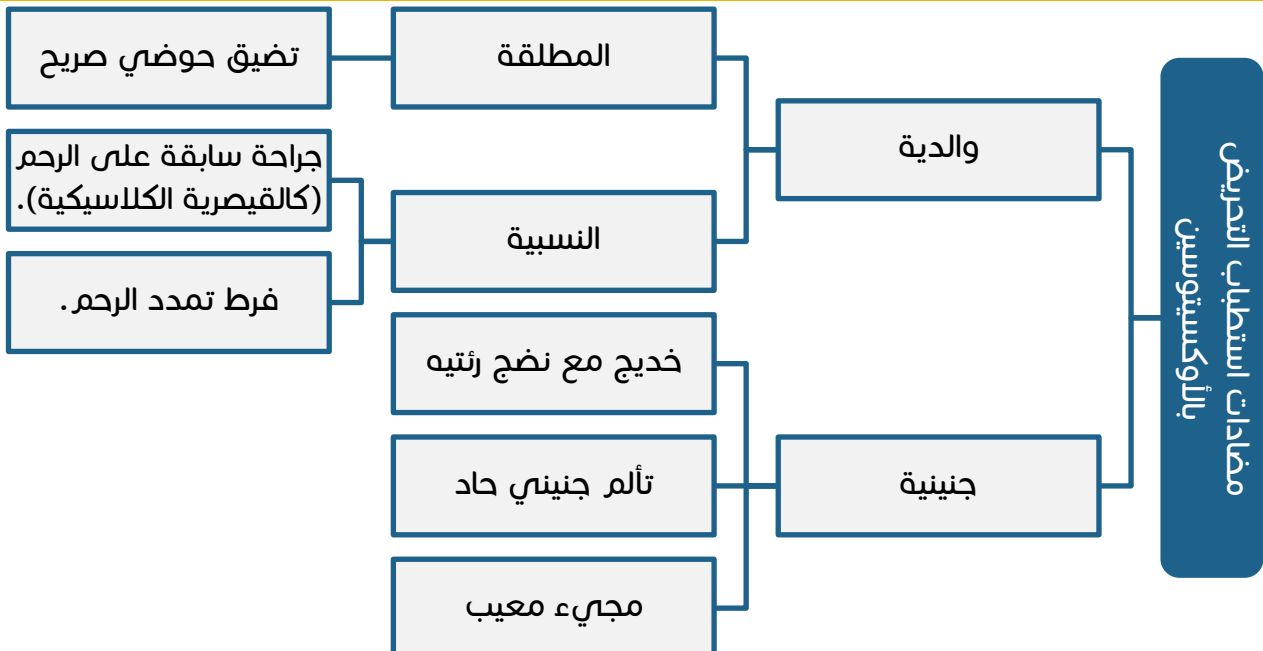 مضادات استطباب التحريض
بالأوكسيتوسين
والدية
المطلقة
تضيق حوضي صريح
النسبية
جراحة سابقة على الرحم
(كالقيصرية الكلاسيكية).
فرط تمدد الرحم.
جنينية
خديج مع نضج رئتيه
تألم جنيني حاد
مجيء معيب